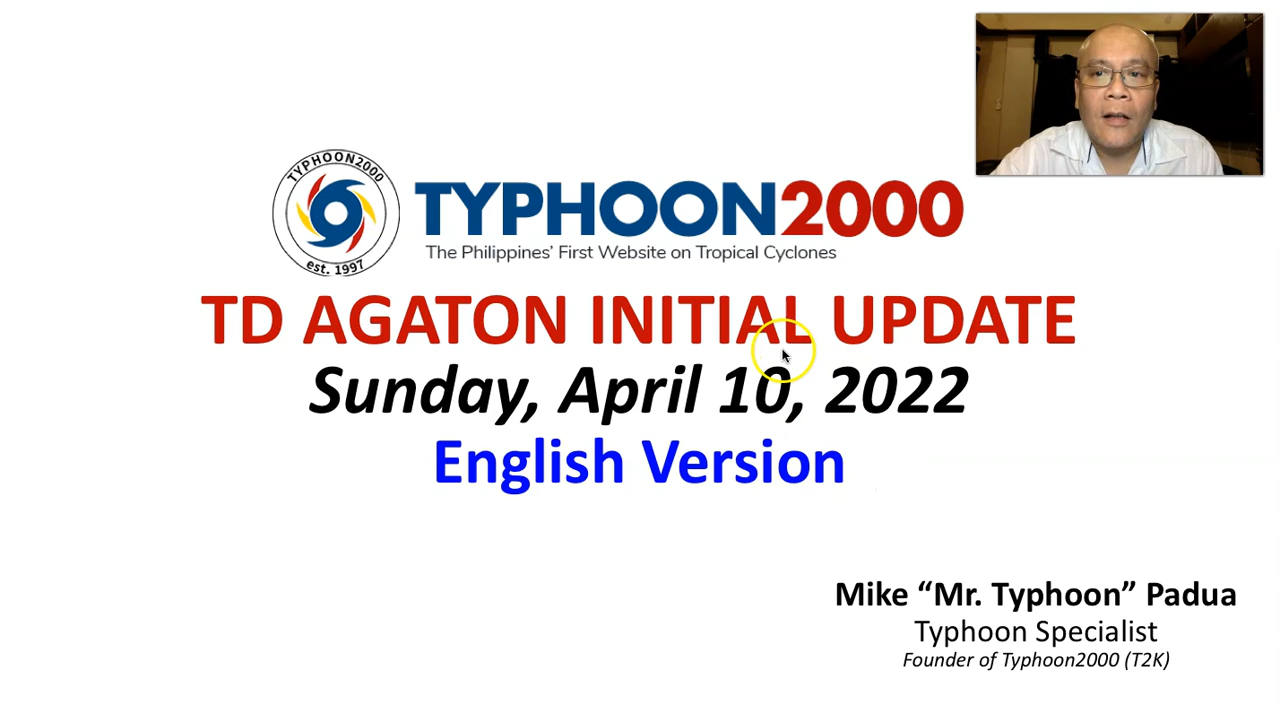 TYPHOON2000
est. 1997
TYPHOON2000
The Philippines' First Website on Tropical Cyclones
TD AGATON INITIAL UPDATE
Sunday, April 10, 2022
English Version
Mike “Mr. Typhoon” Padua
Typhoon Specialist
Founder of Typhoon2000 (T2K)